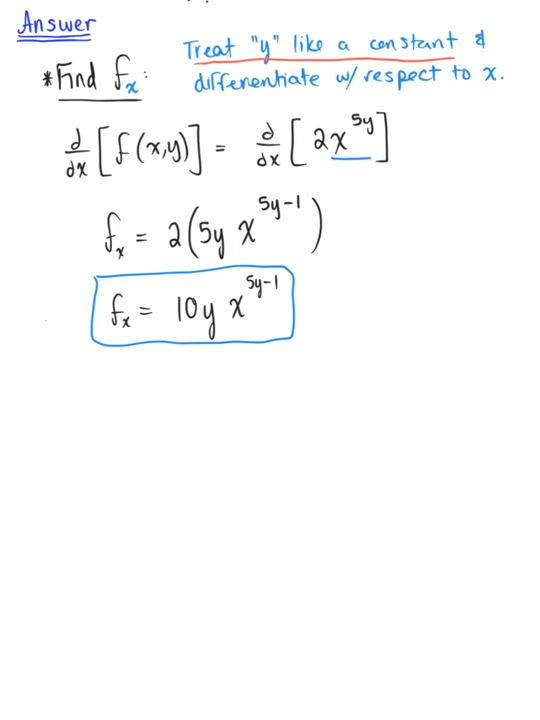 Answer
Treat "y" like a constant &
*Find fₓ:
differentiate w/ respect to x.
d/dx [f(x,y)] = d/dx [2x^(5y)]
fₓ = 2(5y x^(5y-1))
fₓ = 10y x^(5y-1)